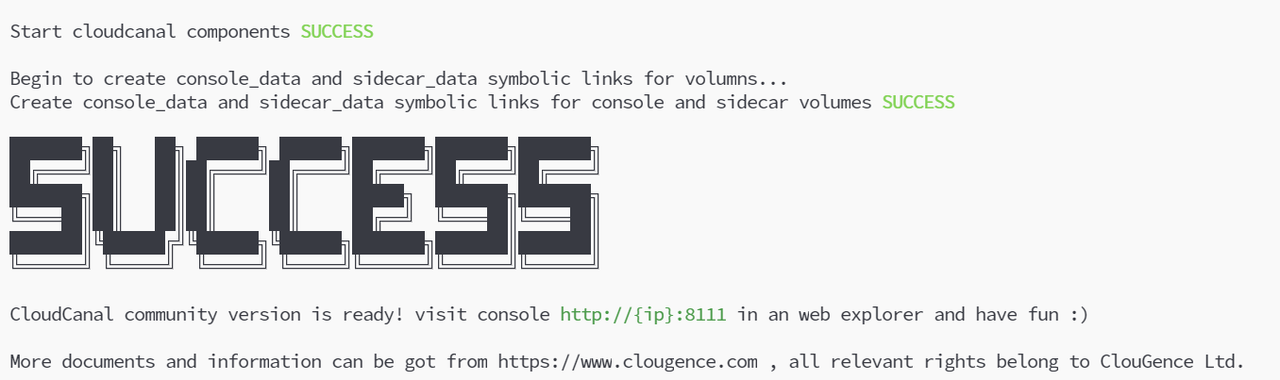 Start cloudcanal components SUCCESS
Begin to create console_data and sidecar_data symbolic links for volumns...
Create console_data and sidecar_data symbolic links for console and sidecar volumes SUCCESS
SUCCESS
CloudCanal community version is ready! visit console http://{ip}:8111 in an web explorer and have fun :)
More documents and information can be got from https://www.clougence.com , all relevant rights belong to ClouGence Ltd.